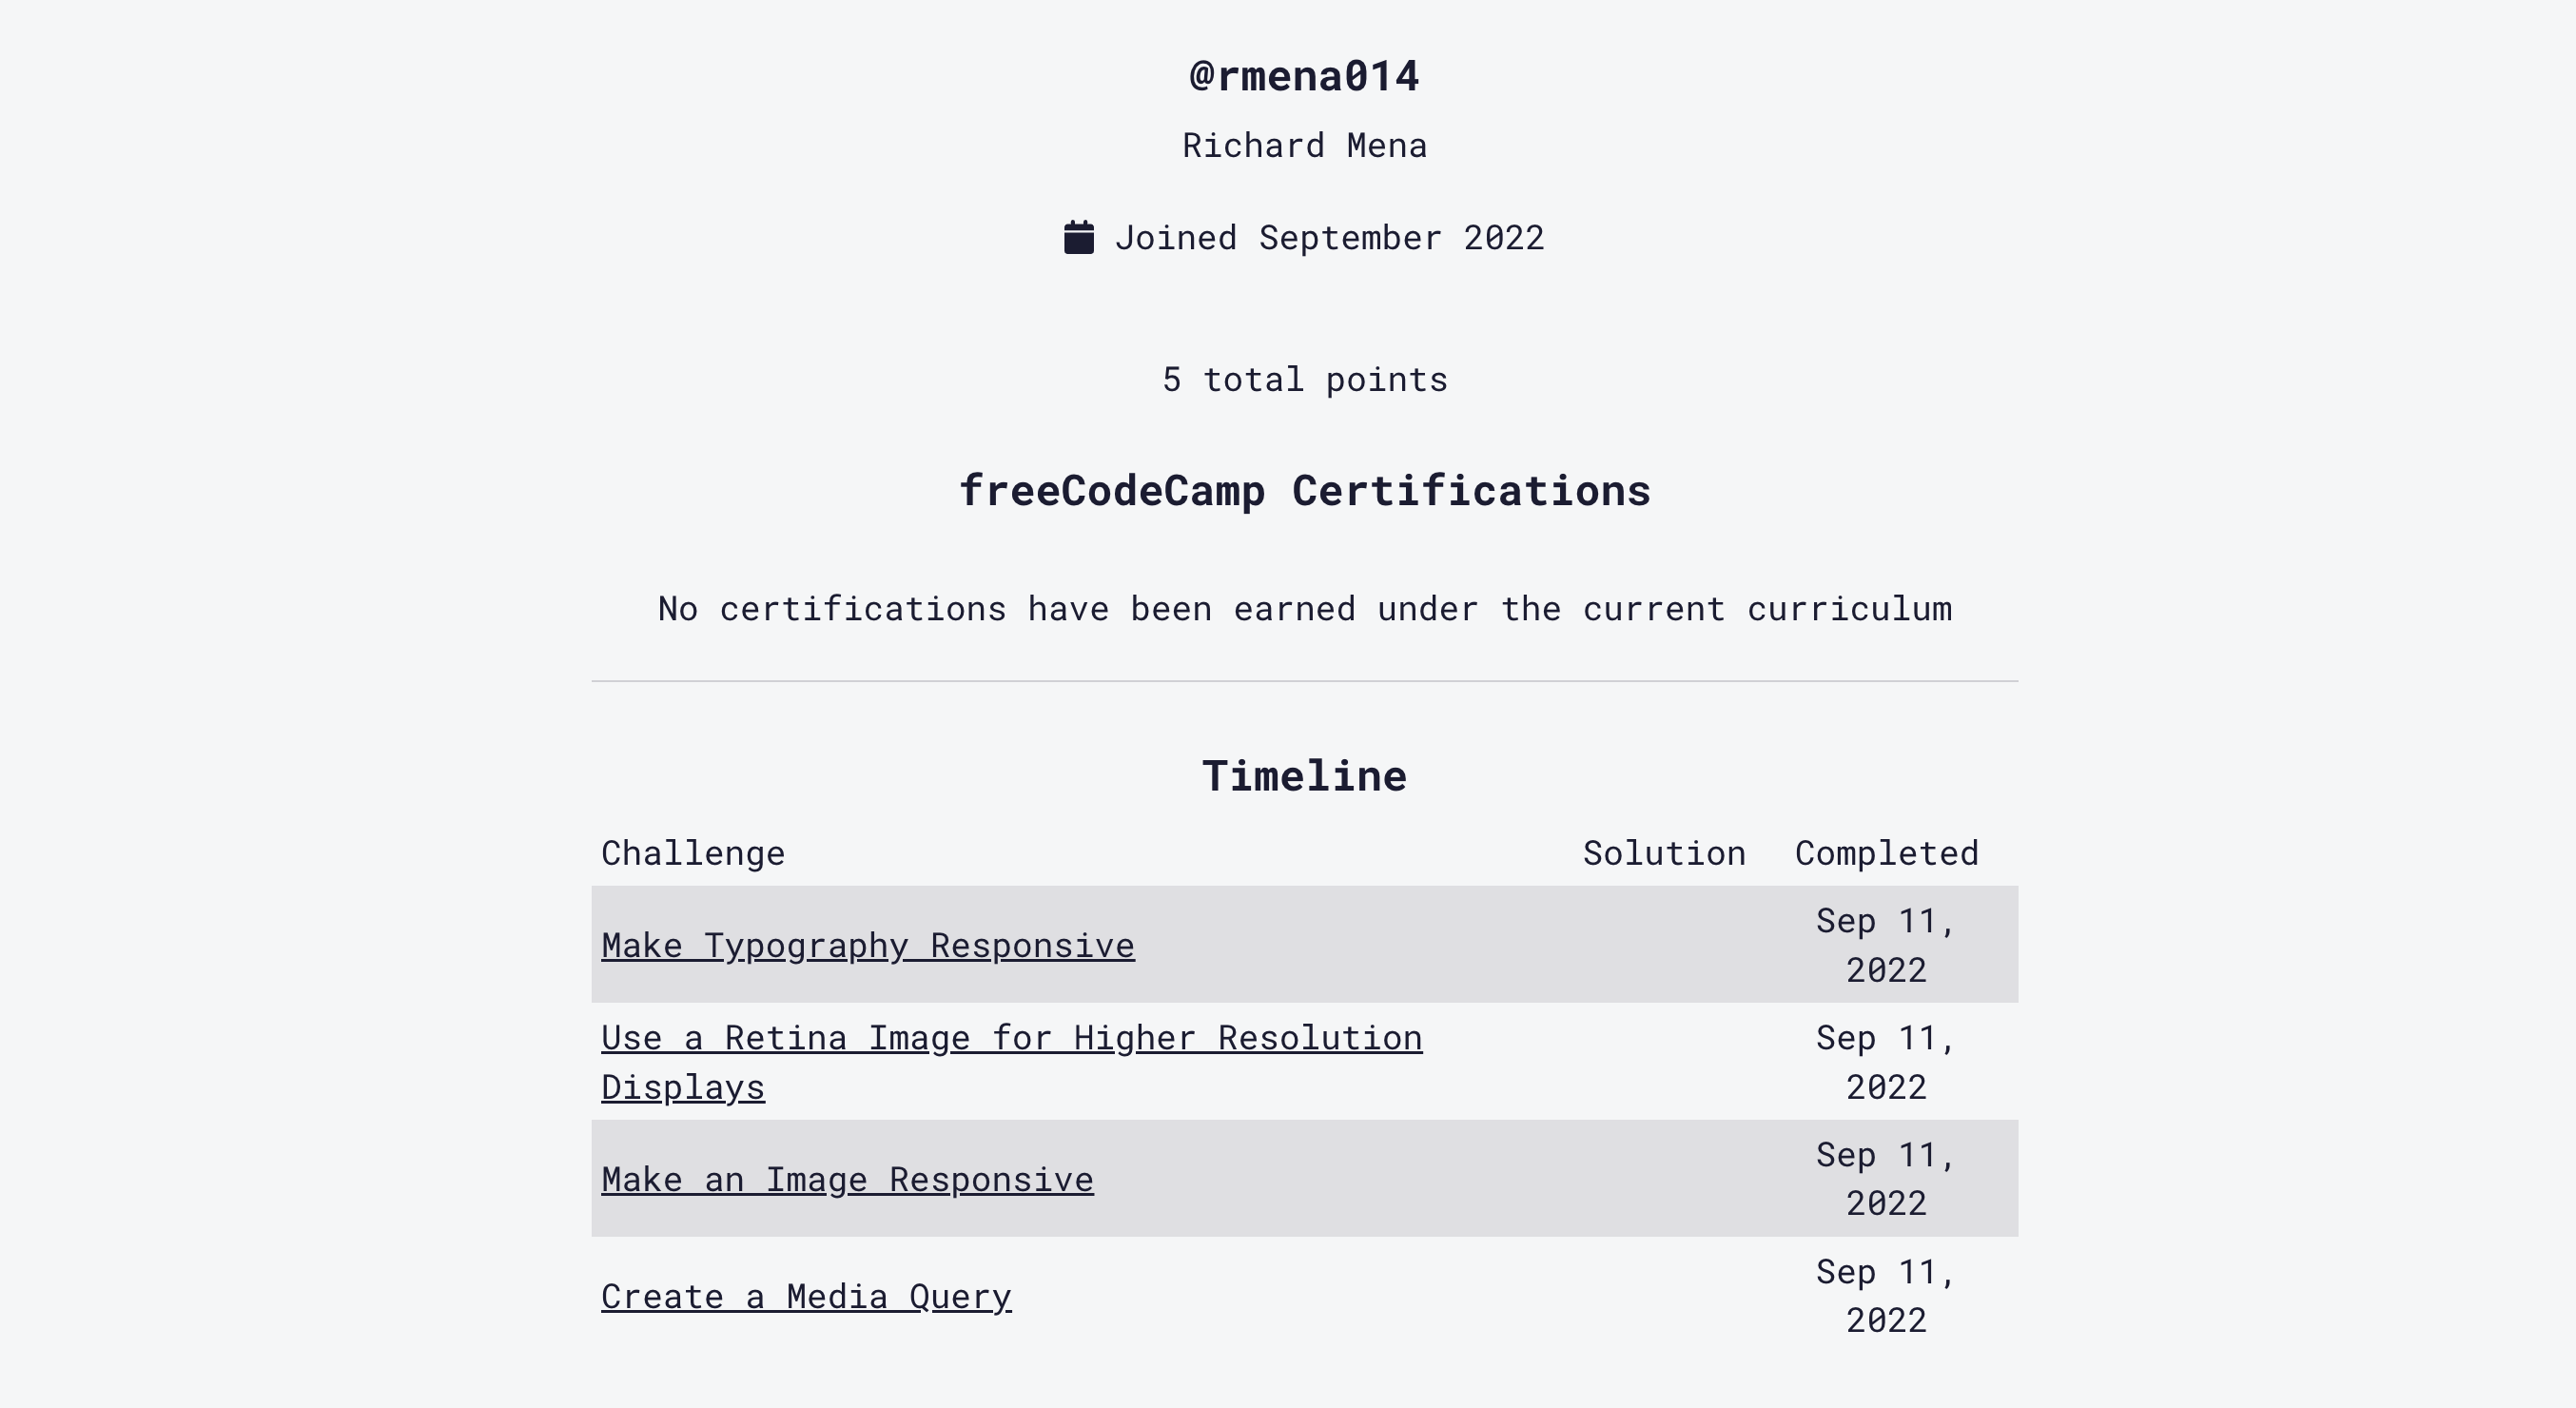 @rmena014
Richard Mena
Joined September 2022
5 total points
freeCodeCamp Certifications
No certifications have been earned under the current curriculum
Timeline
Challenge Solution Completed
Make Typography Responsive
Sep 11,
2022
Use a Retina Image for Higher Resolution
Displays
Sep 11,
2022
Make an Image Responsive
Sep 11,
2022
Create a Media Query
Sep 11,
2022